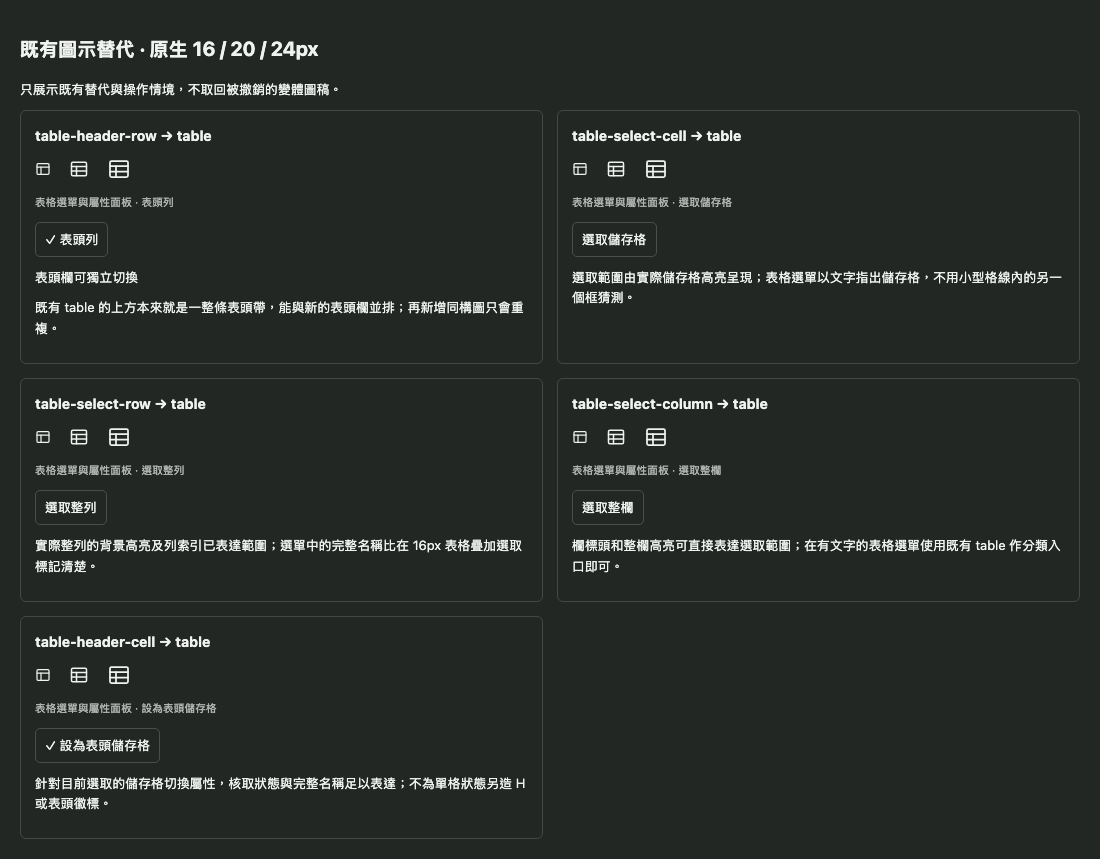 既有圖示替代 · 原生 16 / 20 / 24px
只展示既有替代與操作情境，不取回被撤銷的變體圖稿。
table-header-row → table
表格選單與屬性面板 · 表頭列
✓ 表頭列
表頭欄可獨立切換
既有 table 的上方本來就是一整條表頭帶，能與新的表頭欄並排；再新增同構圖只會重
複。
table-select-cell → table
表格選單與屬性面板 · 選取儲存格
選取儲存格
選取範圍由實際儲存格高亮呈現；表格選單以文字指出儲存格，不用小型格線內的另一
個框猜測。
table-select-row → table
表格選單與屬性面板 · 選取整列
選取整列
實際整列的背景高亮及列索引已表達範圍；選單中的完整名稱比在 16px 表格疊加選取
標記清楚。
table-select-column → table
表格選單與屬性面板 · 選取整欄
選取整欄
欄標頭和整欄高亮可直接表達選取範圍；在有文字的表格選單使用既有 table 作分類入
口即可。
table-header-cell → table
表格選單與屬性面板 · 設為表頭儲存格
✓ 設為表頭儲存格
針對目前選取的儲存格切換屬性，核取狀態與完整名稱足以表達；不為單格狀態另造 H
或表頭徽標。